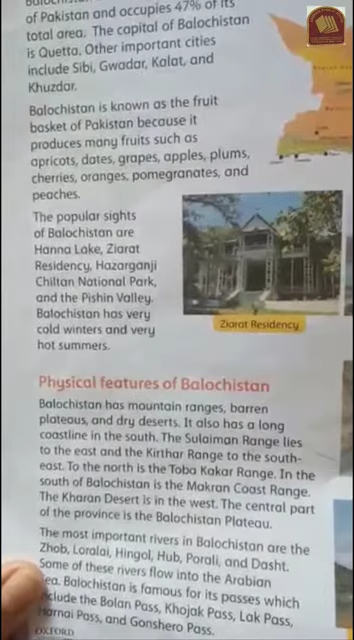 of Pakistan and occupies 47% of its
total area. The capital of Balochistan
is Quetta. Other important cities
include Sibi, Gwadar, Kalat, and
Khuzdar.
Balochistan is known as the fruit
basket of Pakistan because it
produces many fruits such as
apricots, dates, grapes, apples, plums,
cherries, oranges, pomegranates, and
peaches.
The popular sights
of Balochistan are
Hanna Lake, Ziarat
Residency, Hazarganji
Chiltan National Park,
and the Pishin Valley.
Balochistan has very
cold winters and very
hot summers.
Ziarat Residency
Physical features of Balochistan
Balochistan has mountain ranges, barren
plateaus, and dry deserts. It also has a long
coastline in the south. The Sulaiman Range lies
to the east and the Kirthar Range to the south-
east. To the north is the Toba Kakar Range. In the
south of Balochistan is the Makran Coast Range.
The Kharan Desert is in the west. The central part
of the province is the Balochistan Plateau.
The most important rivers in Balochistan are the
Zhob, Loralai, Hingol, Hub, Porali, and Dasht.
Some of these rivers flow into the Arabian
Sea. Balochistan is famous for its passes which
include the Bolan Pass, Khojak Pass, Lak Pass,
Harnai Pass, and Gonshero Pass.
OXFORD